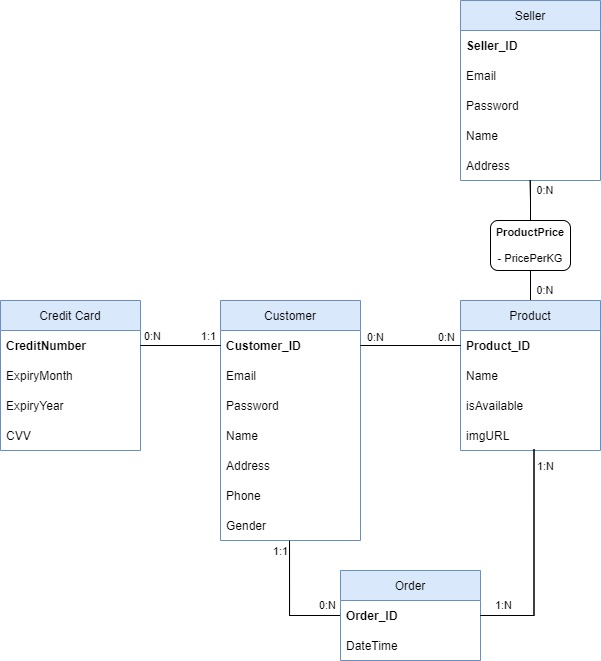 Seller
Seller_ID
Email
Password
Name
Address
0:N
ProductPrice
- PricePerKG
0:N
Credit Card
CreditNumber
ExpiryMonth
ExpiryYear
CVV
0:N
1:1
Customer
Customer_ID
Email
Password
Name
Address
Phone
Gender
0:N
0:N
Product
Product_ID
Name
isAvailable
imgURL
1:N
1:1
0:N
Order
Order_ID
DateTime
1:N